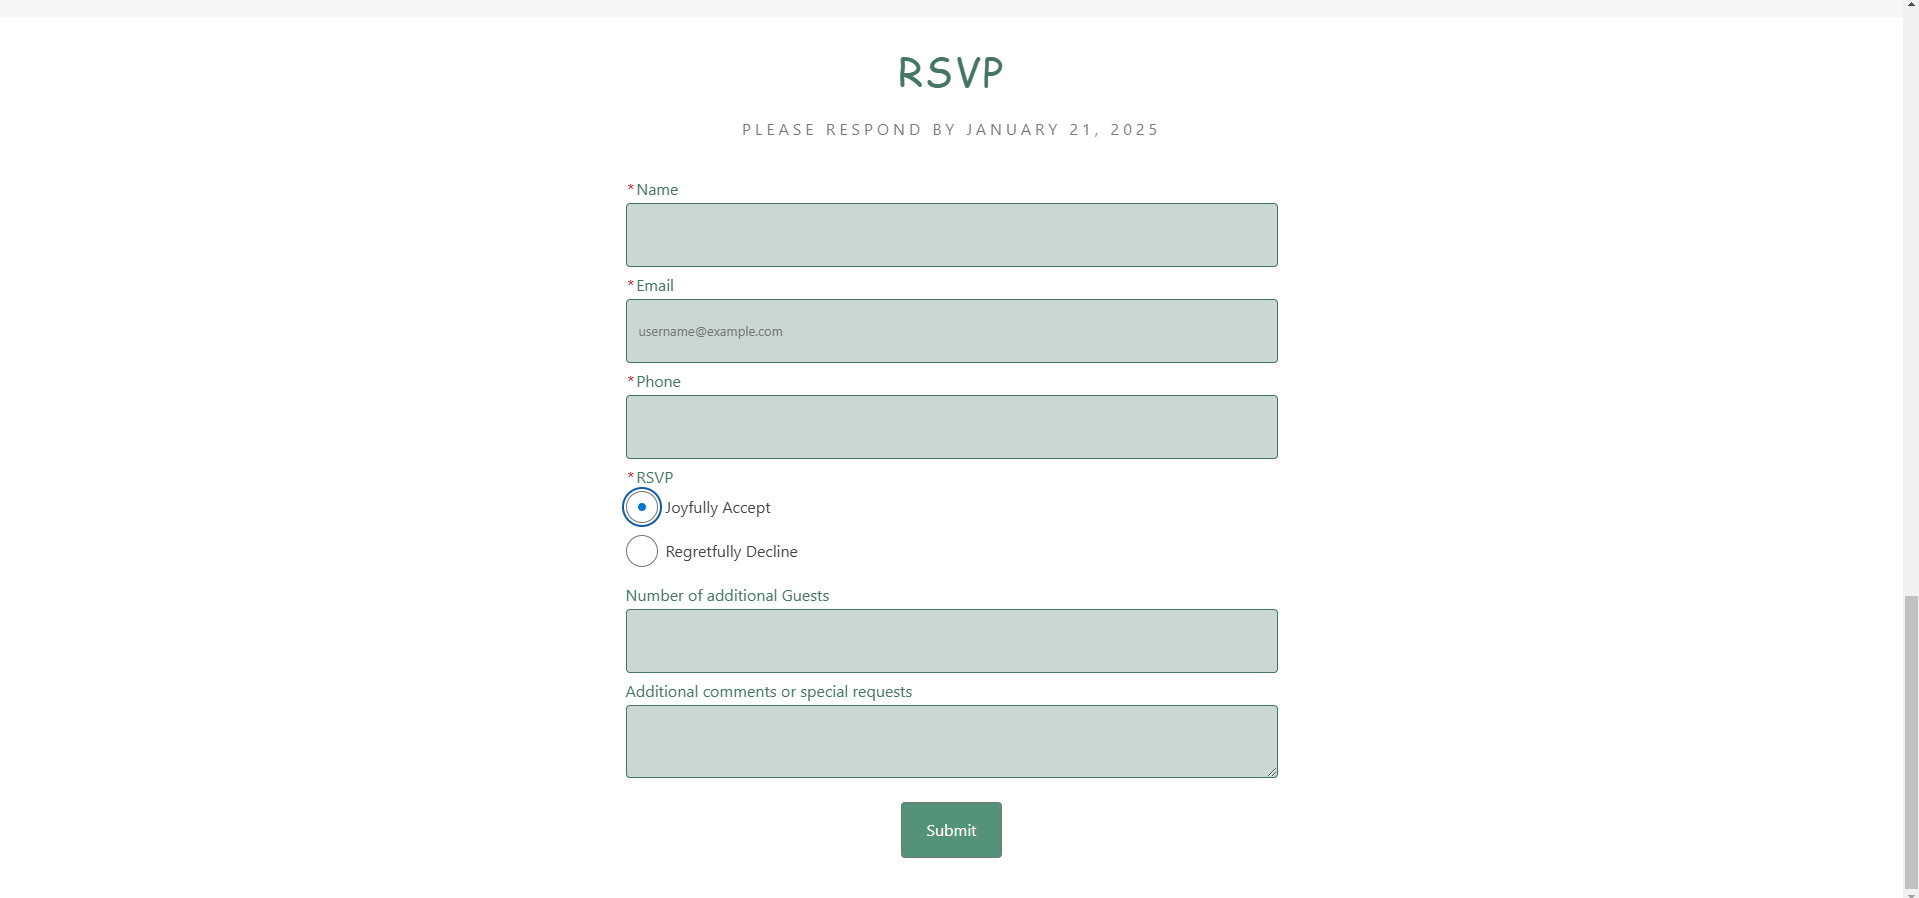 RSVP
PLEASE RESPOND BY JANUARY 21, 2025
*Name
*Email
username@example.com
*Phone
*RSVP
Joyfully Accept
Regretfully Decline
Number of additional Guests
Additional comments or special requests
Submit